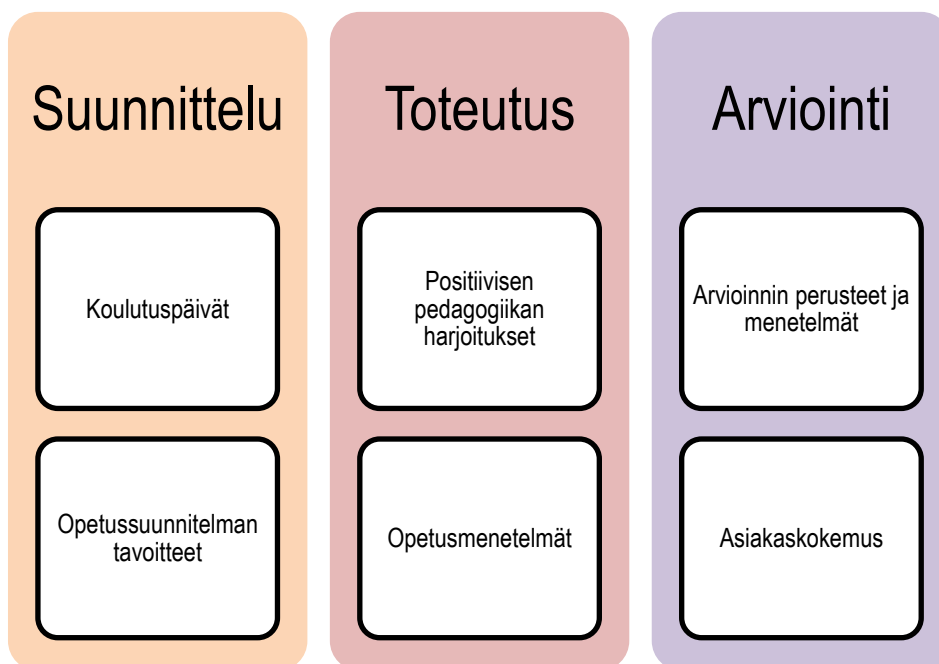 Suunnittelu
Koulutuspäivät
Opetussuunnitelman
tavoitteet
Toteutus
Positiivisen
pedagogiikan
harjoitukset
Opetusmenetelmät
Arviointi
Arvioinnin perusteet ja
menetelmät
Asiakaskokemus